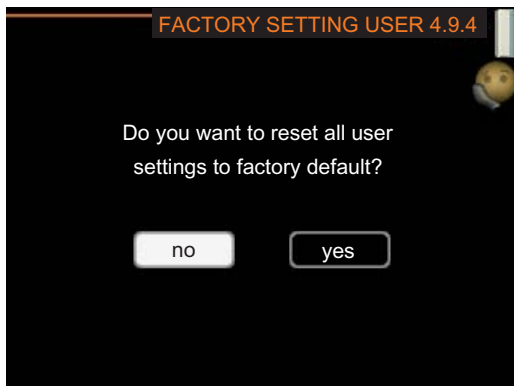 FACTORY SETTING USER 4.9.4
Do you want to reset all user
settings to factory default?
no
yes